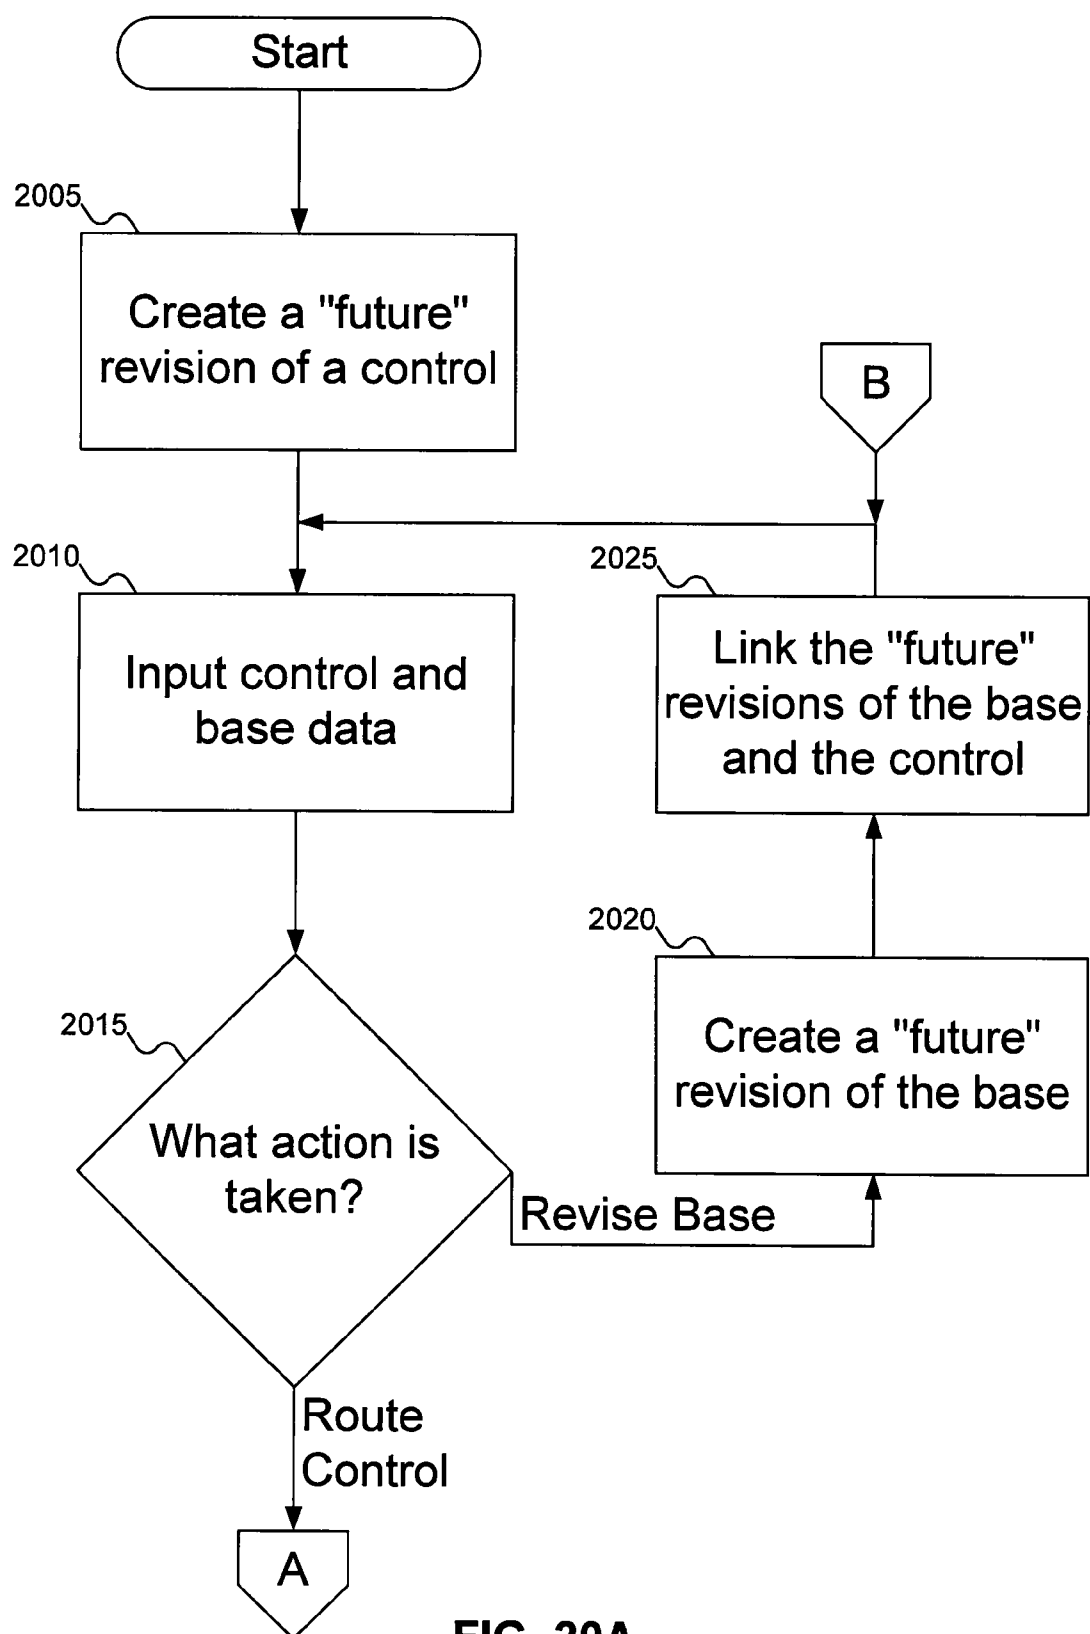 Start
2005
Create a "future"
revision of a control
B
2010
Input control and
base data
2025
Link the "future"
revisions of the base
and the control
2020
Create a "future"
revision of the base
2015
What action is
taken?
Revise Base
Route
Control
A
FIG. 20A